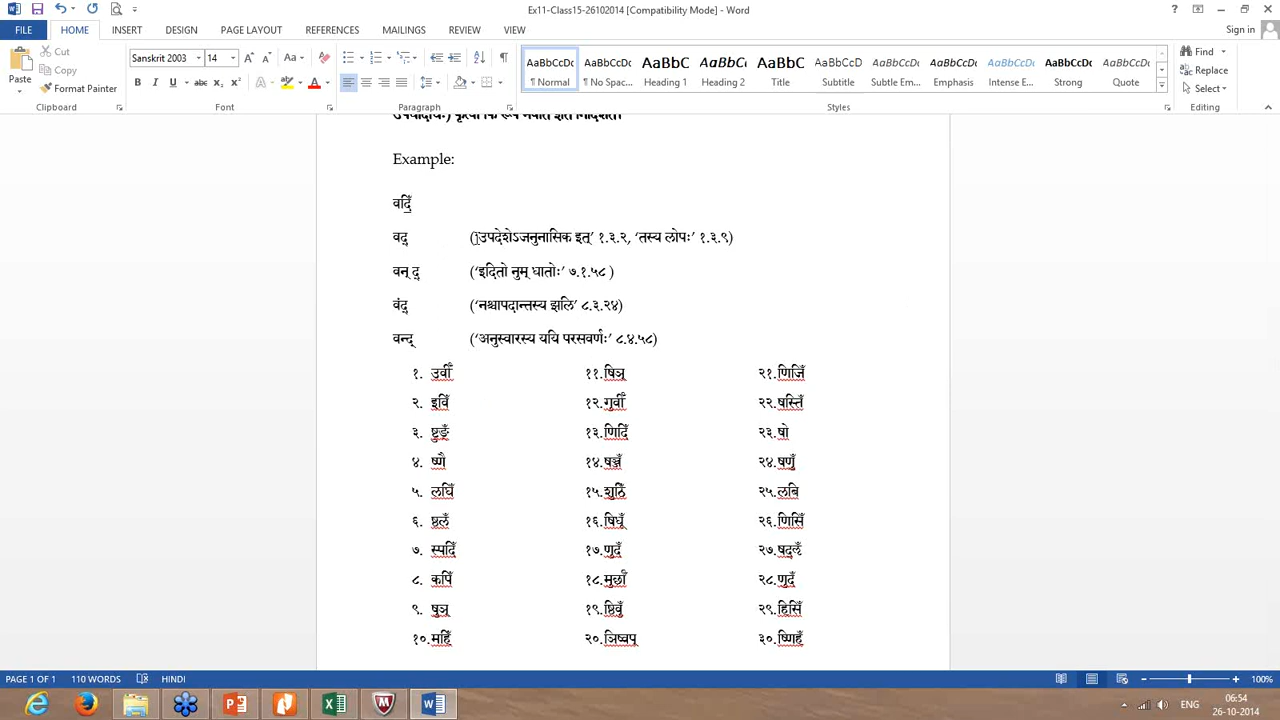 Ex11-Class15-26102014 [Compatibility Mode] - Word
FILE HOME INSERT DESIGN PAGE LAYOUT REFERENCES MAILINGS REVIEW VIEW Sign in
Paste Cut Copy Format Painter
Sanskrit 2003 14
AaBbCcDc AaBbCcDc AaBbC AaBbCc AaBbC AaBbCcD AaBbCcDt AaBbCcDt AaBbCcDt AaBbCcDc AaBbCcDt
¶ Normal ¶ No Spac... Heading 1 Heading 2 Title Subtitle Subtle Em... Emphasis Intense E... Strong Quote
Find Replace Select
Clipboard Font Paragraph Styles Editing
Example:
वदिँ॒
वद् (‘उपदेशेऽजनुनासिक इत्’ १.३.२, ‘तस्य लोपः’ १.३.९)
वन् द् (‘इदितो नुम् धातोः’ ७.१.५८ )
वंद् (‘नश्चापदान्तस्य झलि’ ८.३.२४)
वन्द् (‘अनुस्वारस्य ययि परसवर्णः’ ८.४.५८)
१. उर्वीँ ११. षिञ् २१. णिजिँ
२. इविँ १२. गुर्वीँ २२. षस्तिँ
३. ष्टुङ् १३. णिदिँ २३. षो
४. ष्णै १४. षञ्जँ २४. षणुँ
५. लघिँ १५. शुठिँ २५. लबि
६. ष्ठलँ १६. षिधूँ २६. णिसिँ
७. स्पदिँ १७. णुदँ २७. षद्लृँ
८. कपिँ १८. मुर्छाँ २८. णुदँ
९. षुञ् १९. ष्ठिवुँ २९. हिसिँ
१०. महिँ २०. ञिष्वप् ३०. ष्णिहँ
PAGE 1 OF 1 110 WORDS HINDI 100%
ENG 06:54
26-10-2014